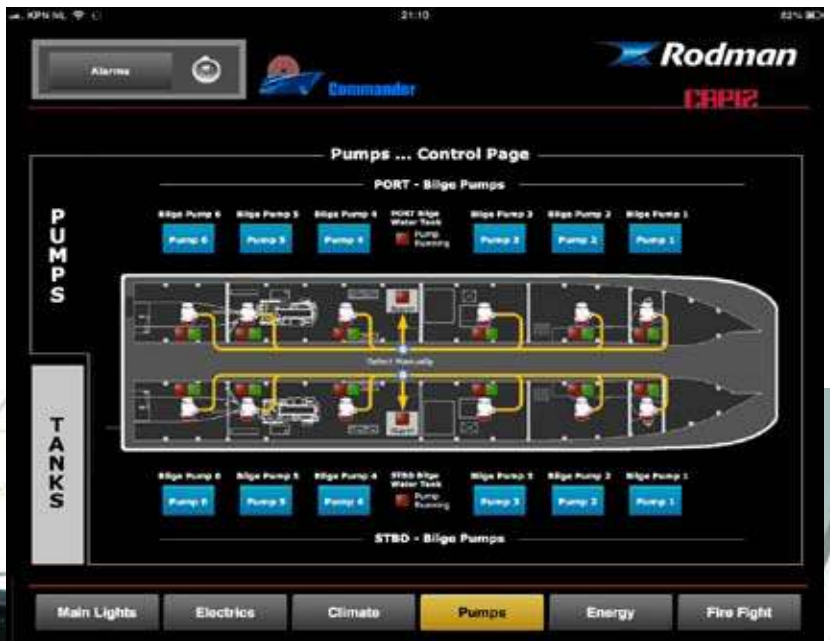 KPN NL
21:10
82%
Alarms
Commander
Rodman
Pumps ... Control Page
PORT - Bilge Pumps
PUMPS
Bilge Pump 6 Bilge Pump 5 Bilge Pump 4 PORT Bilge Water Tank Bilge Pump 3 Bilge Pump 2 Bilge Pump 1
Pump 6 Pump 5 Pump 4 Pump Running Pump 3 Pump 2 Pump 1
Select Manually
TANKS
Bilge Pump 6 Bilge Pump 5 Bilge Pump 4 STBD Bilge Water Tank Bilge Pump 3 Bilge Pump 2 Bilge Pump 1
Pump 6 Pump 5 Pump 4 Pump Running Pump 3 Pump 2 Pump 1
STBD - Bilge Pumps
Main Lights Electrics Climate Pumps Energy Fire Fight